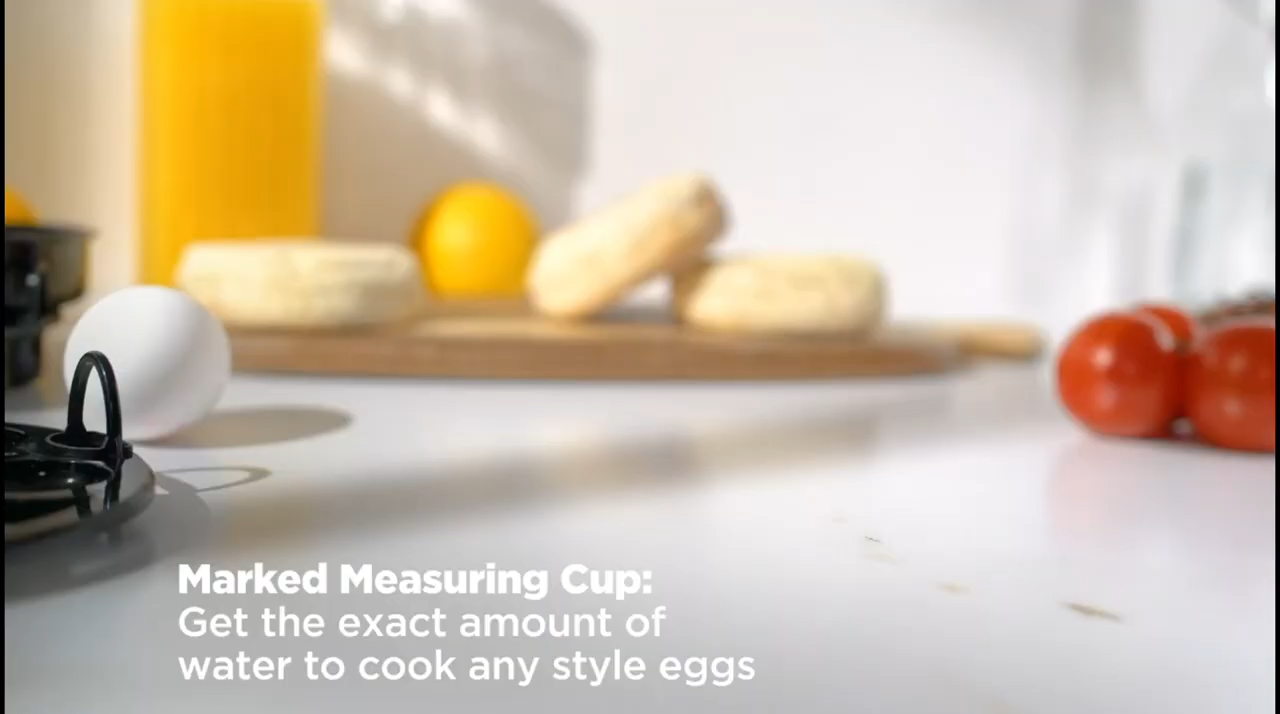 Marked Measuring Cup:
Get the exact amount of
water to cook any style eggs